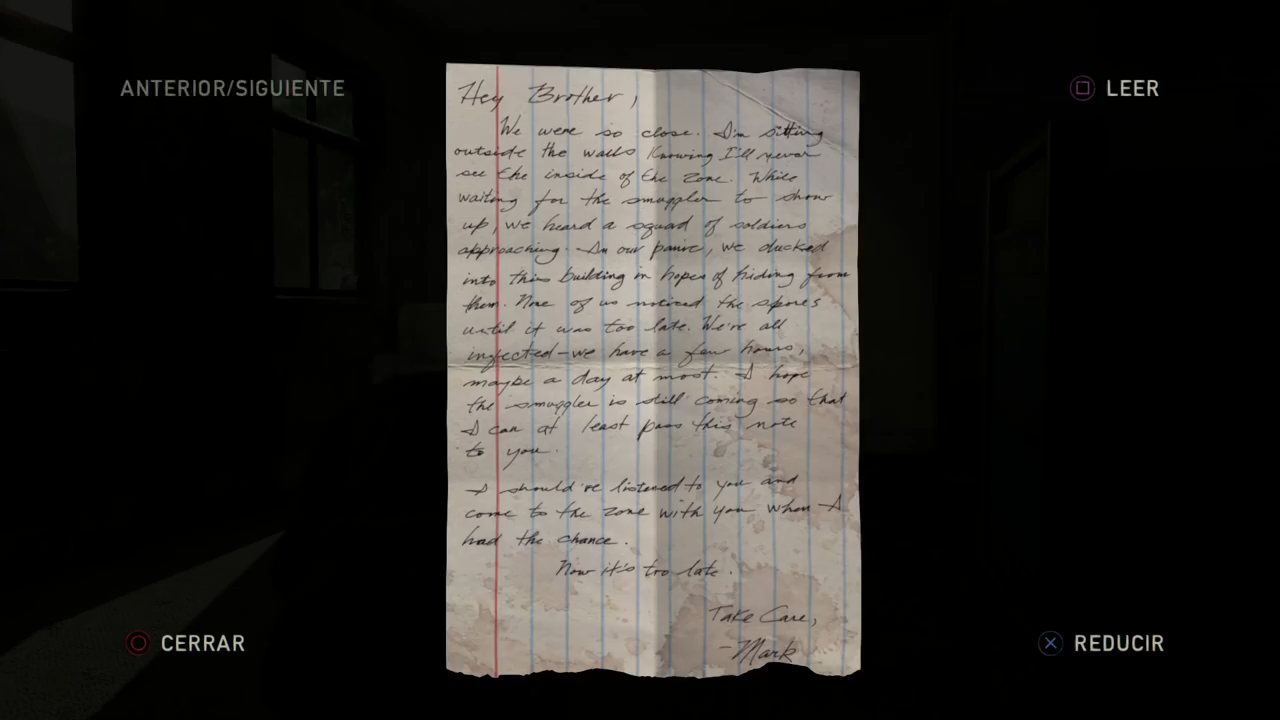 ANTERIOR/SIGUIENTE
LEER
Hey Brother,
We were so close. I'm sitting
outside the walls knowing I'll never
see the inside of the zone. While
waiting for the smuggler to show
up, we heard a squad of soldiers
approaching. In our panic, we ducked
into this building in hopes of hiding from
them. None of us noticed the spores
until it was too late. We're all
infected-we have a few hours,
maybe a day at most. I hope
the smuggler is still coming so that
I can at least pass this note
to you.
I should've listened to you and
come to the zone with you when I
had the chance.
Now it's too late.
Take Care,
-Mark
CERRAR
REDUCIR